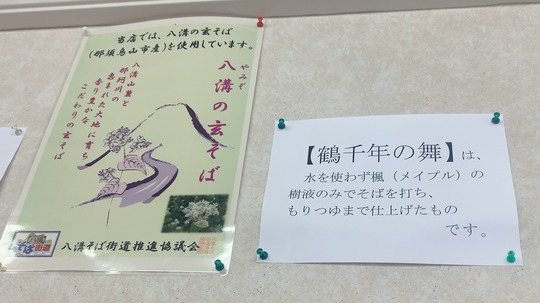 当店では、八溝の玄そば
(那須烏山市産)を使用しています。
やみぞ
八溝の玄そば
八溝山麓と
那珂川の
恵まれた大地に育ち
香り豊かな
こだわりの玄そば
八溝そば街道推進協議会
【鶴千年の舞】は、
水を使わず楓（メイプル）の
樹液のみでそばを打ち、
もりつゆまで仕上げたもの
です。